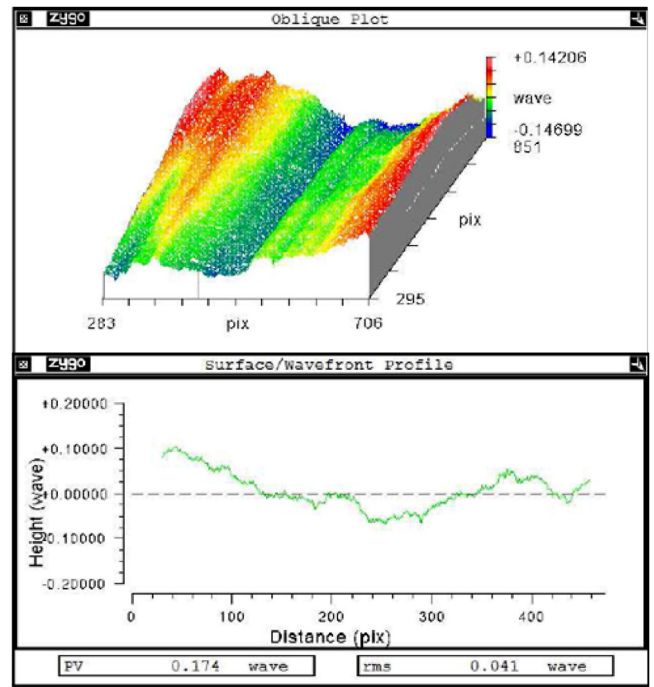 zygo Oblique Plot
+0.14206
wave
-0.14699
851
pix
295
283 pix 706
zygo Surface/Wavefront Profile
+0.20000
+0.10000
+0.00000
-0.10000
-0.20000
Height (wave)
0 100 200 300 400
Distance (pix)
PV 0.174 wave rms 0.041 wave